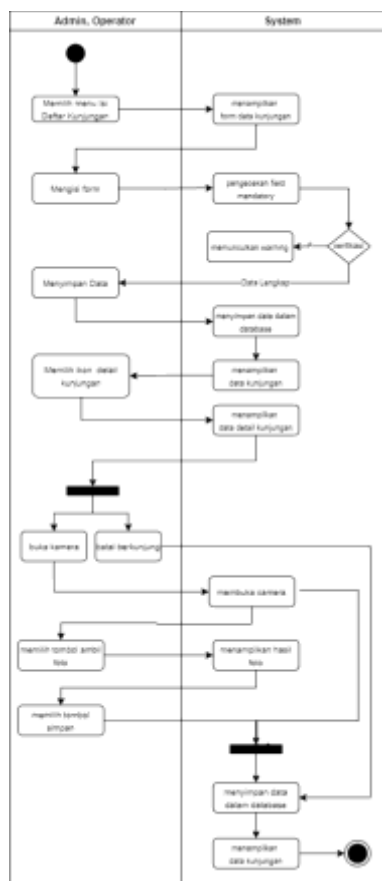 Admin, Operator
System
Memilih menu isi
Daftar Kunjungan
menampilkan
form data kunjungan
Mengisi form
pengecekan field
mandatory
verifikasi
memunculkan warning
Data Lengkap
Menyimpan Data
menyimpan data dalam
database
Memilih ikon detail
kunjungan
menampilkan
data kunjungan
menampilkan
data detail kunjungan
buka kamera
batal berkunjung
membuka camera
memilih tombol ambil
foto
menampilkan hasil
foto
memilih tombol
simpan
menyimpan data
dalam database
menampilkan
data kunjungan